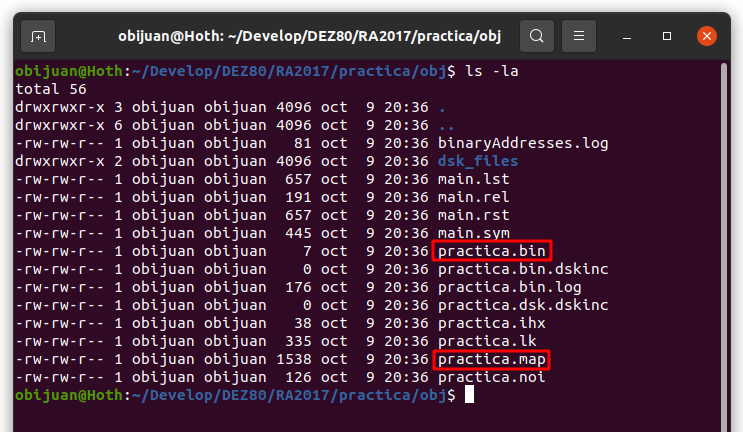 obijuan@Hoth: ~/Develop/DEZ80/RA2017/practica/obj
obijuan@Hoth:~/Develop/DEZ80/RA2017/practica/obj$ ls -la
total 56
drwxrwxr-x 3 obijuan obijuan 4096 oct  9 20:36 .
drwxrwxr-x 6 obijuan obijuan 4096 oct  9 20:36 ..
-rw-rw-r-- 1 obijuan obijuan   81 oct  9 20:36 binaryAddresses.log
drwxrwxr-x 2 obijuan obijuan 4096 oct  9 20:36 dsk_files
-rw-rw-r-- 1 obijuan obijuan  657 oct  9 20:36 main.lst
-rw-rw-r-- 1 obijuan obijuan  191 oct  9 20:36 main.rel
-rw-rw-r-- 1 obijuan obijuan  657 oct  9 20:36 main.rst
-rw-rw-r-- 1 obijuan obijuan  445 oct  9 20:36 main.sym
-rw-rw-r-- 1 obijuan obijuan    7 oct  9 20:36 practica.bin
-rw-rw-r-- 1 obijuan obijuan    0 oct  9 20:36 practica.bin.dskinc
-rw-rw-r-- 1 obijuan obijuan  176 oct  9 20:36 practica.bin.log
-rw-rw-r-- 1 obijuan obijuan    0 oct  9 20:36 practica.dsk.dskinc
-rw-rw-r-- 1 obijuan obijuan   38 oct  9 20:36 practica.ihx
-rw-rw-r-- 1 obijuan obijuan  335 oct  9 20:36 practica.lk
-rw-rw-r-- 1 obijuan obijuan 1538 oct  9 20:36 practica.map
-rw-rw-r-- 1 obijuan obijuan  126 oct  9 20:36 practica.noi
obijuan@Hoth:~/Develop/DEZ80/RA2017/practica/obj$